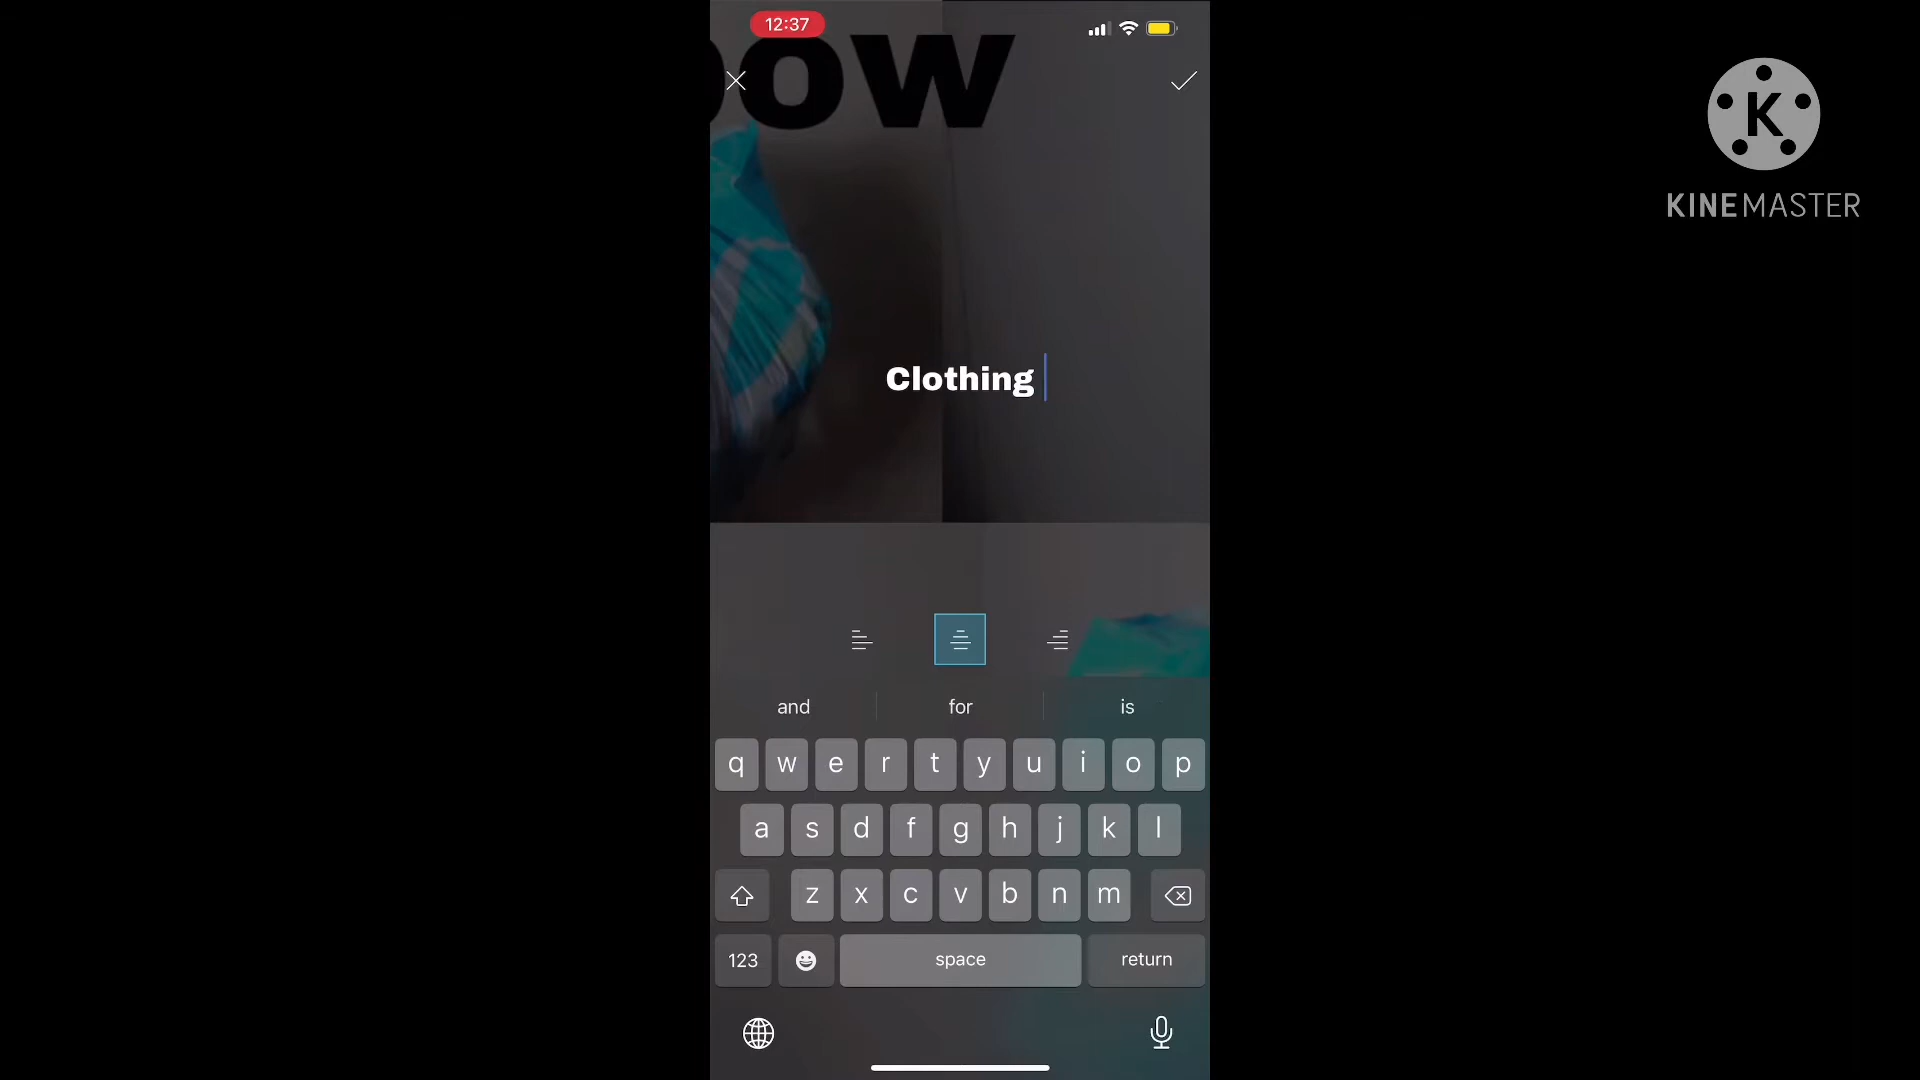 12:37
OW
K
KINEMASTER
Clothing
and for is
q w e r t y u i o p
a s d f g h j k l
z x c v b n m
123 space return